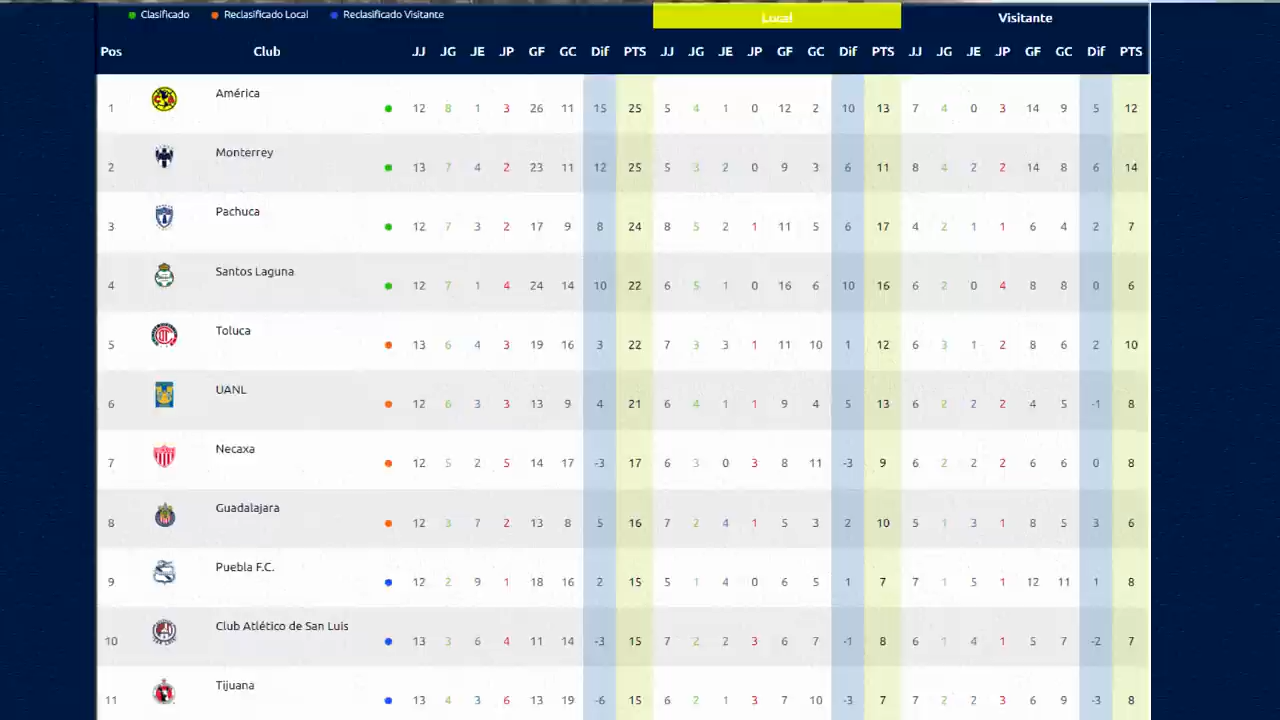 Clasificado Reclasificado Local Reclasificado Visitante Local Visitante
Pos Club JJ JG JE JP GF GC Dif PTS JJ JG JE JP GF GC Dif PTS JJ JG JE JP GF GC Dif PTS
1 América 12 8 1 3 26 11 15 25 5 4 1 0 12 2 10 13 7 4 0 3 14 9 5 12
2 Monterrey 13 7 4 2 23 11 12 25 5 3 2 0 9 3 6 11 8 4 2 2 14 8 6 14
3 Pachuca 12 7 3 2 17 9 8 24 8 5 2 1 11 5 6 17 4 2 1 1 6 4 2 7
4 Santos Laguna 12 7 1 4 24 14 10 22 6 5 1 0 16 6 10 16 6 2 0 4 8 8 0 6
5 Toluca 13 6 4 3 19 16 3 22 7 3 3 1 11 10 1 12 6 3 1 2 8 6 2 10
6 UANL 12 6 3 3 13 9 4 21 6 4 1 1 9 4 5 13 6 2 2 2 4 5 -1 8
7 Necaxa 12 5 2 5 14 17 -3 17 6 3 0 3 8 11 -3 9 6 2 2 2 6 6 0 8
8 Guadalajara 12 3 7 2 13 8 5 16 7 2 4 1 5 3 2 10 5 1 3 1 8 5 3 6
9 Puebla F.C. 12 2 9 1 18 16 2 15 5 1 4 0 6 5 1 7 7 1 5 1 12 11 1 8
10 Club Atlético de San Luis 13 3 6 4 11 14 -3 15 7 2 2 3 6 7 -1 8 6 1 4 1 5 7 -2 7
11 Tijuana 13 4 3 6 13 19 -6 15 6 2 1 3 7 10 -3 7 7 2 2 3 6 9 -3 8